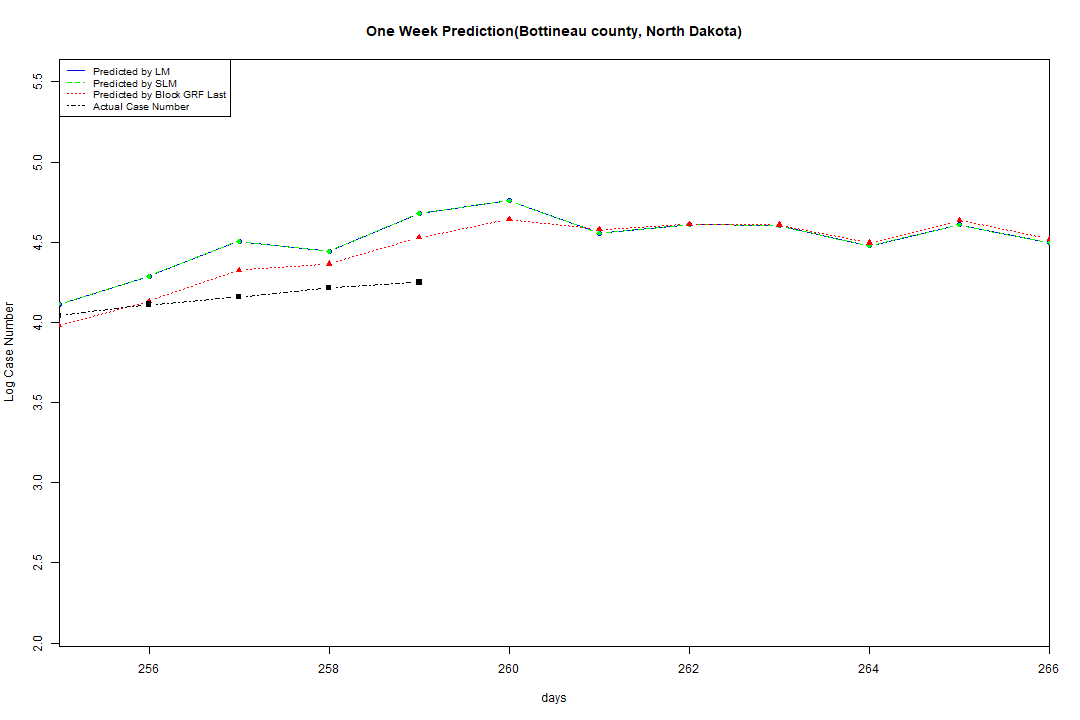 One Week Prediction(Bottineau county, North Dakota)
Predicted by LM
Predicted by SLM
Predicted by Block GRF Last
Actual Case Number
5.5
5.0
4.5
4.0
3.5
3.0
2.5
2.0
Log Case Number
256
258
260
262
264
266
days